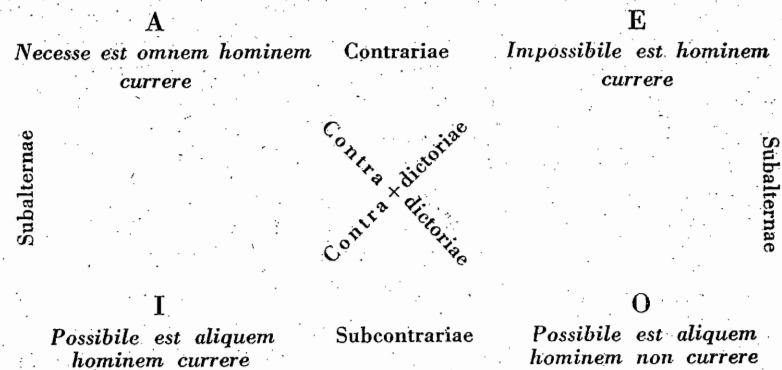 A
Necesse est omnem hominem
currere
Contrariae
E
Impossibile est hominem
currere
Subalternae
Contra + dictoriae
Contra dictoriae
Subalternae
I
Possibile est aliquem
hominem currere
Subcontrariae
O
Possibile est aliquem
hominem non currere